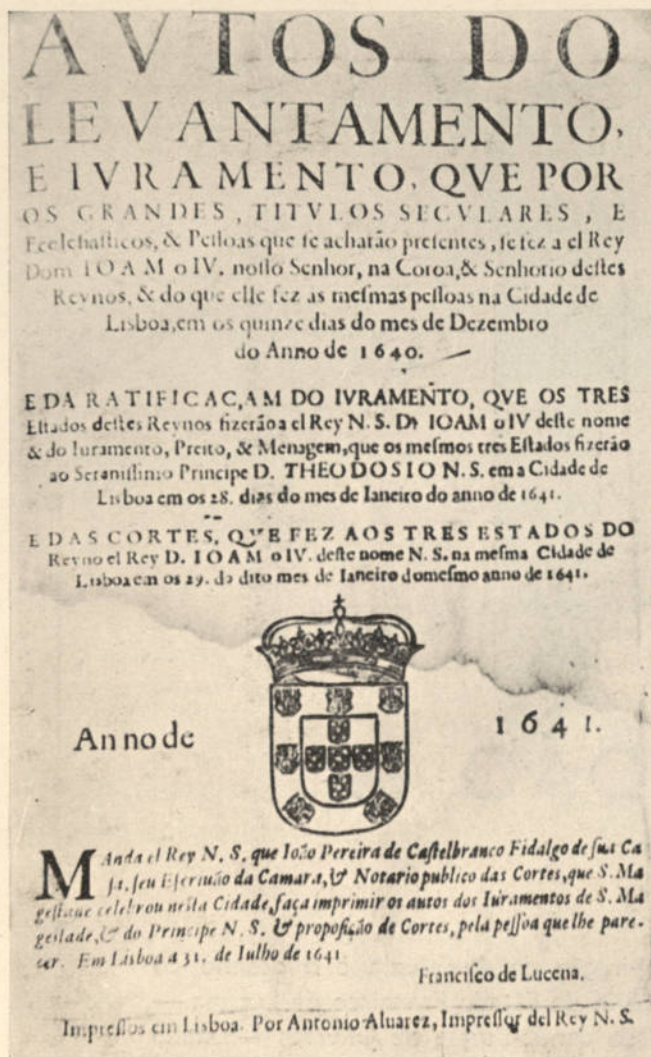 AVTOS DO
LEVANTAMENTO,
E IVRAMENTO, QVE POR
OS GRANDES, TITVLOS SECVLARES, E
Ecclesiasticos, & Pessoas que se acharão presentes, se fez a el Rey
Dom IOAM o IV. nosso Senhor, na Coroa, & Senhorio destes
Reynos, & do que elle fez as mesmas pessoas na Cidade de
Lisboa, em os quinze dias do mes de Dezembro
do Anno de 1640.
E DA RATIFICAC,AM DO IVRAMENTO, QVE OS TRES
Estados destes Reynos fizerão a el Rey N. S. Dõ IOAM o IV deste nome
& do Iuramento, Preito, & Menagem, que os mesmos tres Estados fizerão
ao Serenissimo Principe D. THEODOSIO N. S. em a Cidade de
Lisboa em os 28. dias do mes de Ianeiro do anno de 1641.
E DAS CORTES, QVE FEZ AOS TRES ESTADOS DO
Reyno el Rey D. IOAM o IV. deste nome N. S. na mesma Cidade de
Lisboa em os 29. do dito mes de Ianeiro do mesmo anno de 1641.
Anno de 1641.
Manda el Rey N. S. que Ioão Pereira de Castelbranco Fidalgo de sua Ca
sa, seu Escriuão da Camara, & Notario publico das Cortes, que S. Ma
gestade celebrou nesta Cidade, faça imprimir os autos dos Iuramentos de S. Ma
gestade, & do Principe N. S. & proposição de Cortes, pela pessoa que lhe pare-
cer. Em Lisboa a 31. de Iulho de 1641
Francisco de Lucena.
Impressos em Lisboa. Por Antonio Aluarez, Impressor del Rey N. S.